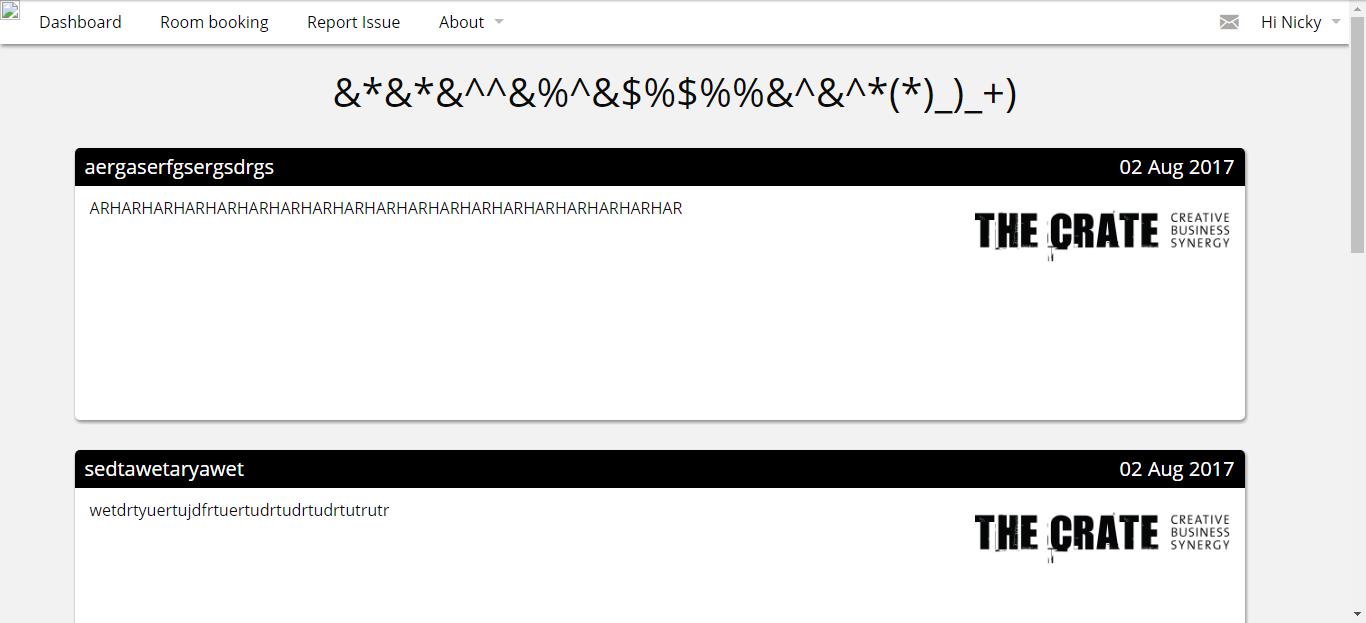 Dashboard Room booking Report Issue About Hi Nicky
&*&*&^^&%^&$%$%%&^&^*(*)_)_+)
aergaserfgsergsdrgs 02 Aug 2017
ARHARHARHARHARHARHARHARHARHARHARHARHARHARHARHARHARHARHAR
THE CRATE CREATIVE
BUSINESS
SYNERGY
sedtawetaryawet 02 Aug 2017
wetdrtyuertujdfrtuertudrtudrtudrtutrutr
THE CRATE CREATIVE
BUSINESS
SYNERGY